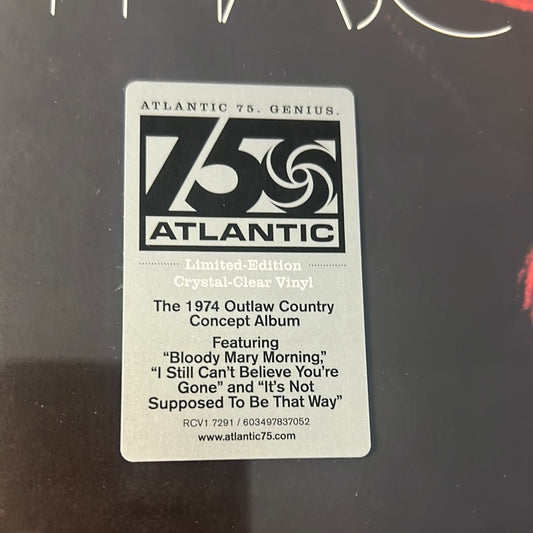 ATLANTIC 75. GENIUS.
75
ATLANTIC
Limited-Edition
Crystal-Clear Vinyl
The 1974 Outlaw Country
Concept Album
Featuring
“Bloody Mary Morning,”
“I Still Can’t Believe You’re
Gone” and “It’s Not
Supposed To Be That Way”
RCV1 7291 / 603497837052
www.atlantic75.com